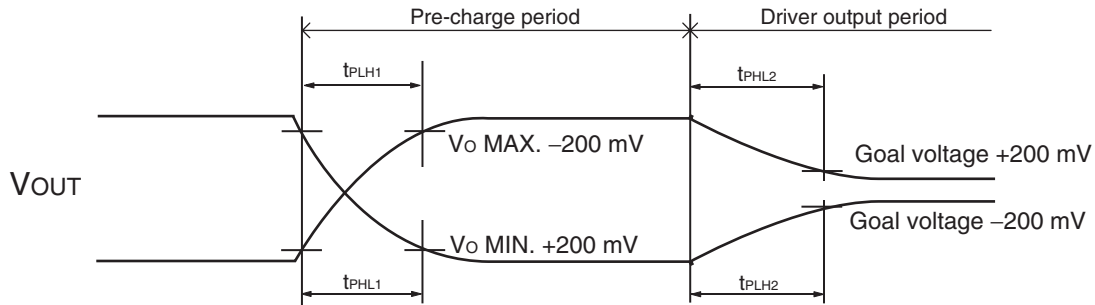 Pre-charge period
Driver output period
tPLH1
tPHL2
VO MAX. −200 mV
Goal voltage +200 mV
VOUT
Goal voltage −200 mV
VO MIN. +200 mV
tPHL1
tPLH2